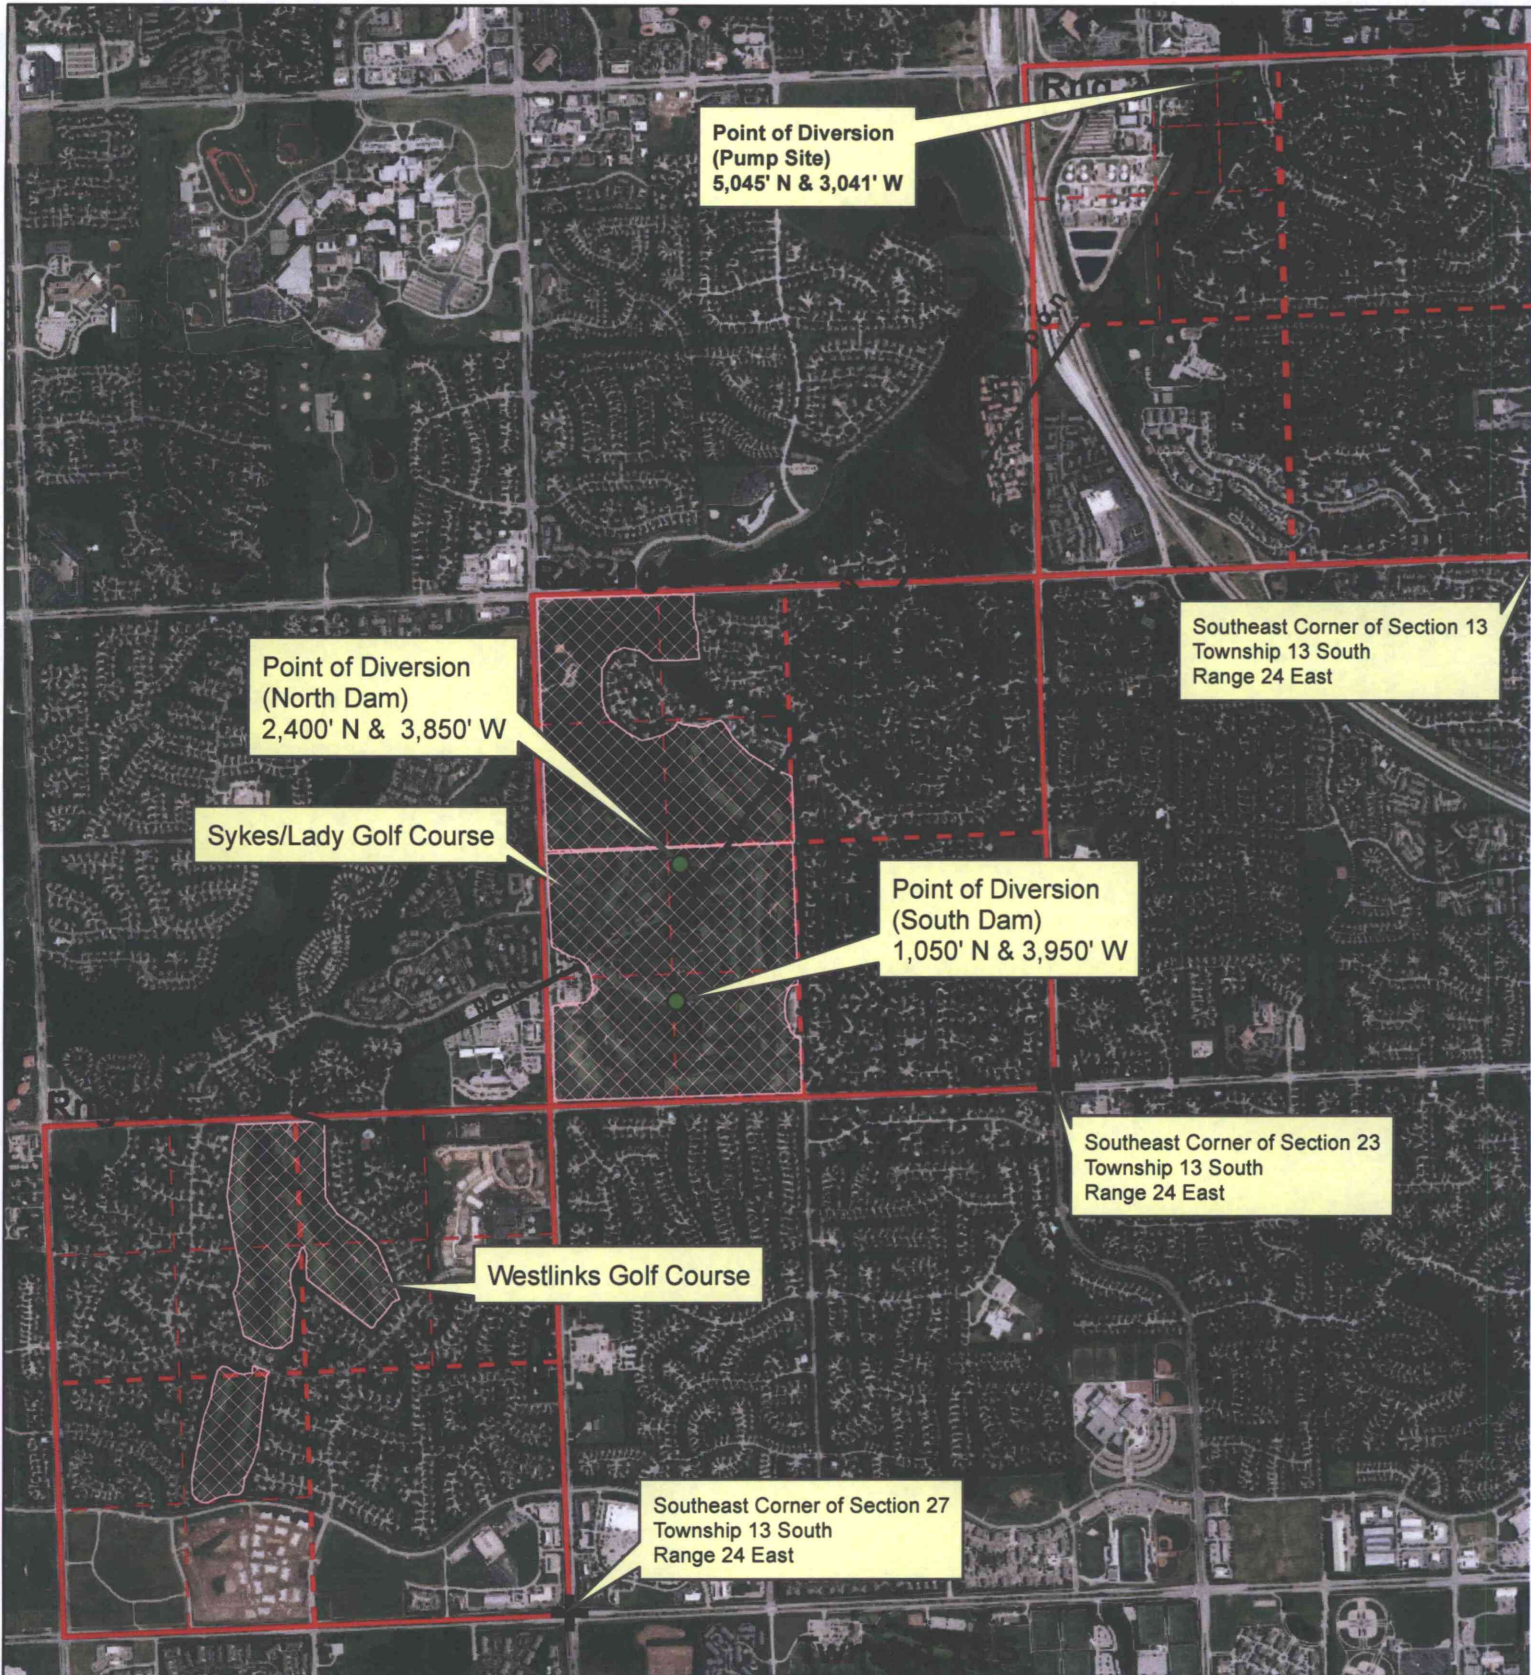 Rng
Point of Diversion
(Pump Site)
5,045' N & 3,041' W
Southeast Corner of Section 13
Township 13 South
Range 24 East
Point of Diversion
(North Dam)
2,400' N & 3,850' W
Sykes/Lady Golf Course
Point of Diversion
(South Dam)
1,050' N & 3,950' W
Rng
Southeast Corner of Section 23
Township 13 South
Range 24 East
Westlinks Golf Course
Southeast Corner of Section 27
Township 13 South
Range 24 East